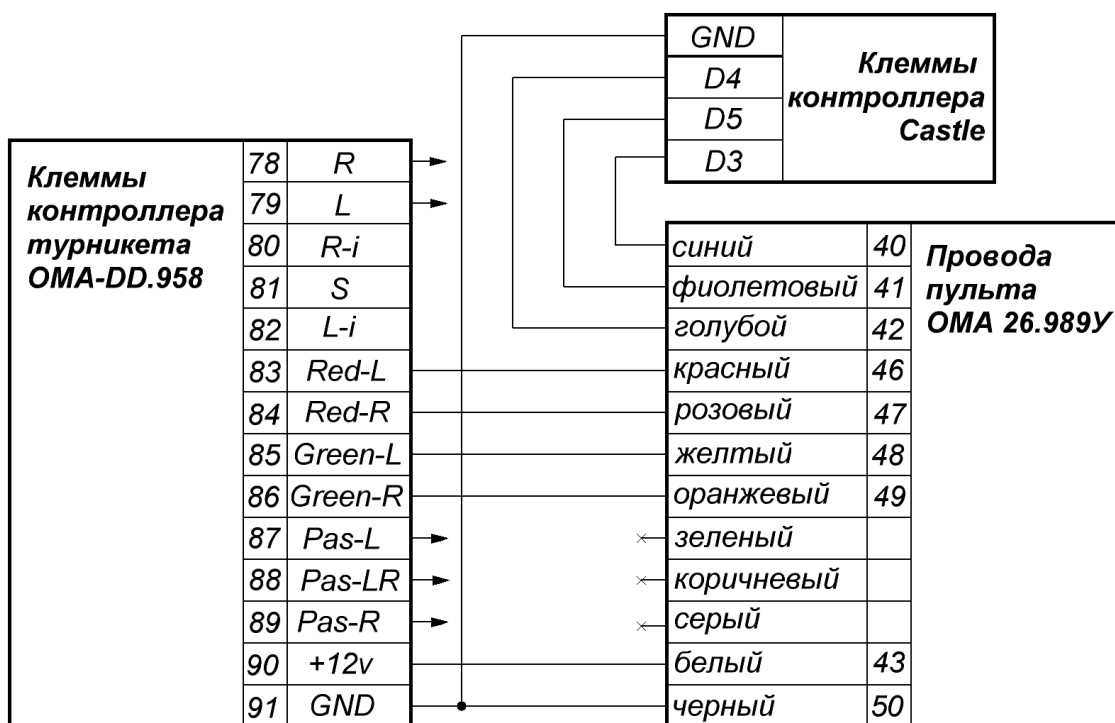 GND
D4
D5
D3
Клеммы
контроллера
Castle
Клеммы
контроллера
турникета
ОМА-DD.958
78 R
79 L
80 R-i
81 S
82 L-i
83 Red-L
84 Red-R
85 Green-L
86 Green-R
87 Pas-L
88 Pas-LR
89 Pas-R
90 +12v
91 GND
синий 40
фиолетовый 41
голубой 42
красный 46
розовый 47
желтый 48
оранжевый 49
зеленый
коричневый
серый
белый 43
черный 50
Провода
пульта
ОМА 26.989У